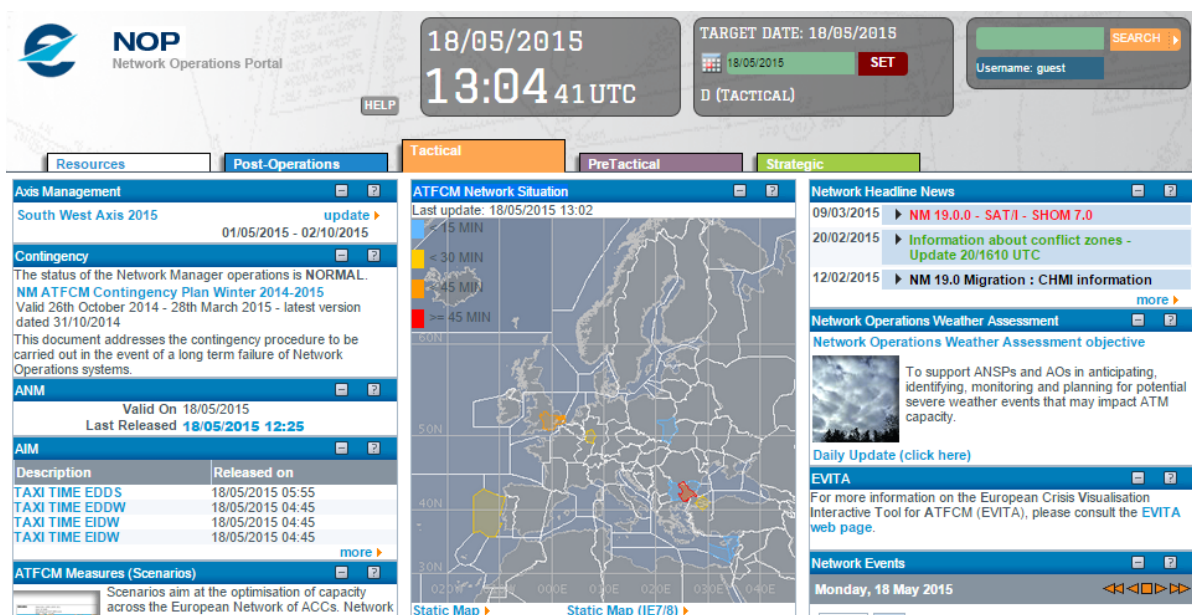 NOP
Network Operations Portal
HELP
18/05/2015
13:04 41 UTC
TARGET DATE: 18/05/2015
18/05/2015
SET
D (TACTICAL)
SEARCH
Username: guest
Resources
Post-Operations
Tactical
PreTactical
Strategic
Axis Management
South West Axis 2015 update
01/05/2015 - 02/10/2015
Contingency
The status of the Network Manager operations is NORMAL.
NM ATFCM Contingency Plan Winter 2014-2015
Valid 26th October 2014 - 28th March 2015 - latest version
dated 31/10/2014
This document addresses the contingency procedure to be
carried out in the event of a long term failure of Network
Operations systems.
ANM
Valid On 18/05/2015
Last Released 18/05/2015 12:25
AIM
Description Released on
TAXI TIME EDDS 18/05/2015 05:55
TAXI TIME EDDW 18/05/2015 04:45
TAXI TIME EIDW 18/05/2015 04:45
TAXI TIME EIDW 18/05/2015 04:45
more
ATFCM Measures (Scenarios)
Scenarios aim at the optimisation of capacity
across the European Network of ACCs. Network
ATFCM Network Situation
Last update: 18/05/2015 13:02
< 15 MIN
< 30 MIN
< 45 MIN
>= 45 MIN
60N
50N
40N
30N
020W 010W 000E 010E 020E 030E 040E
Static Map Static Map (IE7/8)
Network Headline News
09/03/2015 NM 19.0.0 - SAT/I - SHOM 7.0
20/02/2015 Information about conflict zones -
Update 20/1610 UTC
12/02/2015 NM 19.0 Migration : CHMI information
more
Network Operations Weather Assessment
Network Operations Weather Assessment objective
To support ANSPs and AOs in anticipating,
identifying, monitoring and planning for potential
severe weather events that may impact ATM
capacity.
Daily Update (click here)
EVITA
For more information on the European Crisis Visualisation
Interactive Tool for ATFCM (EVITA), please consult the EVITA
web page.
Network Events
Monday, 18 May 2015